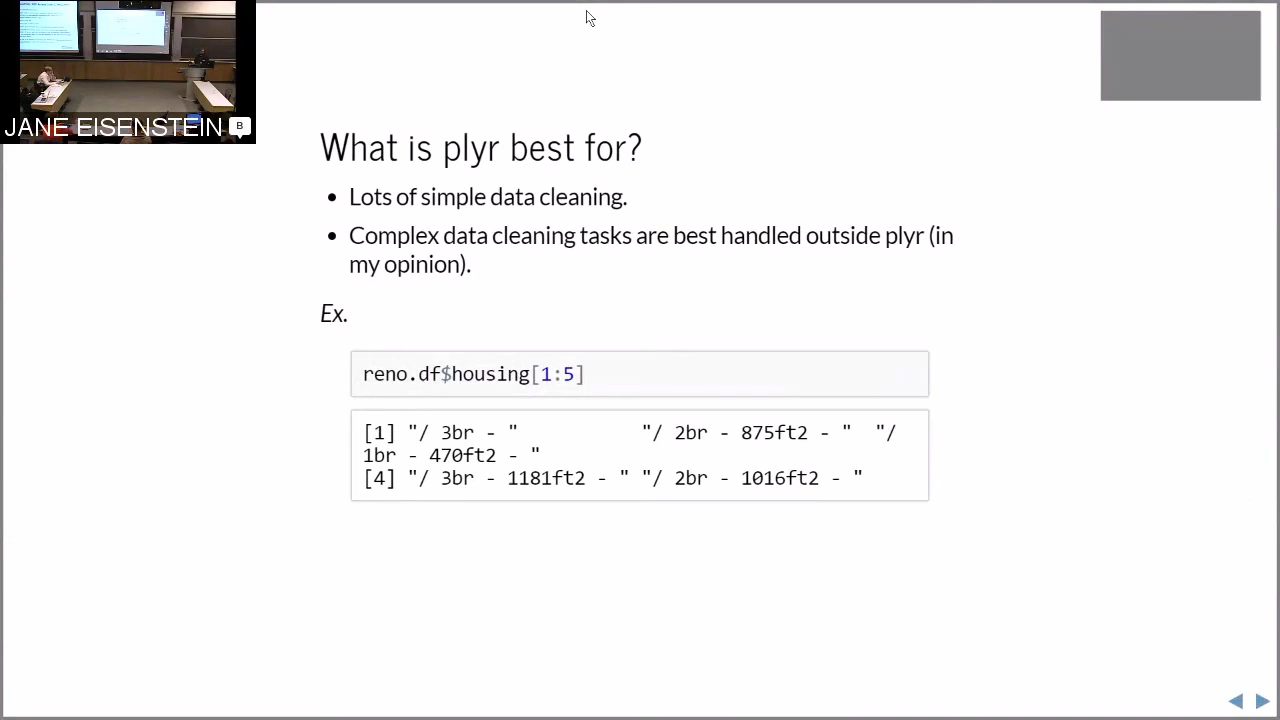 JANE EISENSTEIN B
What is plyr best for?
• Lots of simple data cleaning.
• Complex data cleaning tasks are best handled outside plyr (in
my opinion).
Ex.
reno.df$housing[1:5]
[1] "/ 3br - "           "/ 2br - 875ft2 - "  "/
1br - 470ft2 - "
[4] "/ 3br - 1181ft2 - " "/ 2br - 1016ft2 - "